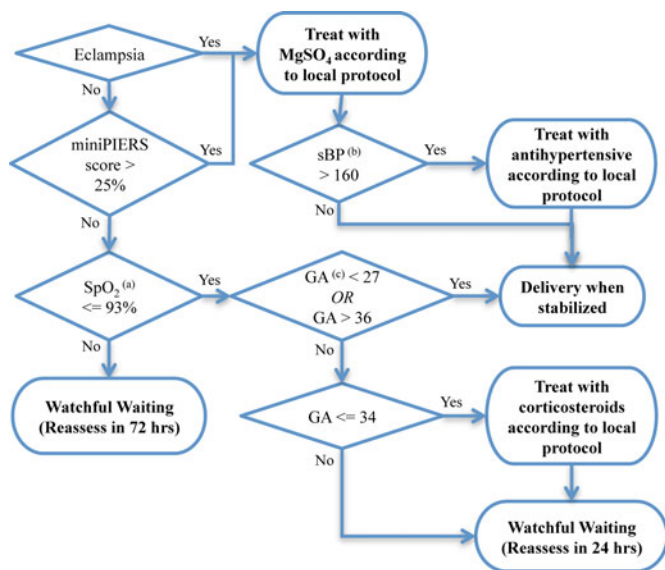 Eclampsia
Yes
No
Treat with
MgSO4 according
to local protocol
miniPIERS
score >
25%
Yes
No
sBP (b)
> 160
Yes
No
Treat with
antihypertensive
according to local
protocol
SpO2 (a)
<= 93%
Yes
No
GA (c) < 27
OR
GA > 36
Yes
No
Delivery when
stabilized
Watchful Waiting
(Reassess in 72 hrs)
GA <= 34
Yes
No
Treat with
corticosteroids
according to local
protocol
Watchful Waiting
(Reassess in 24 hrs)